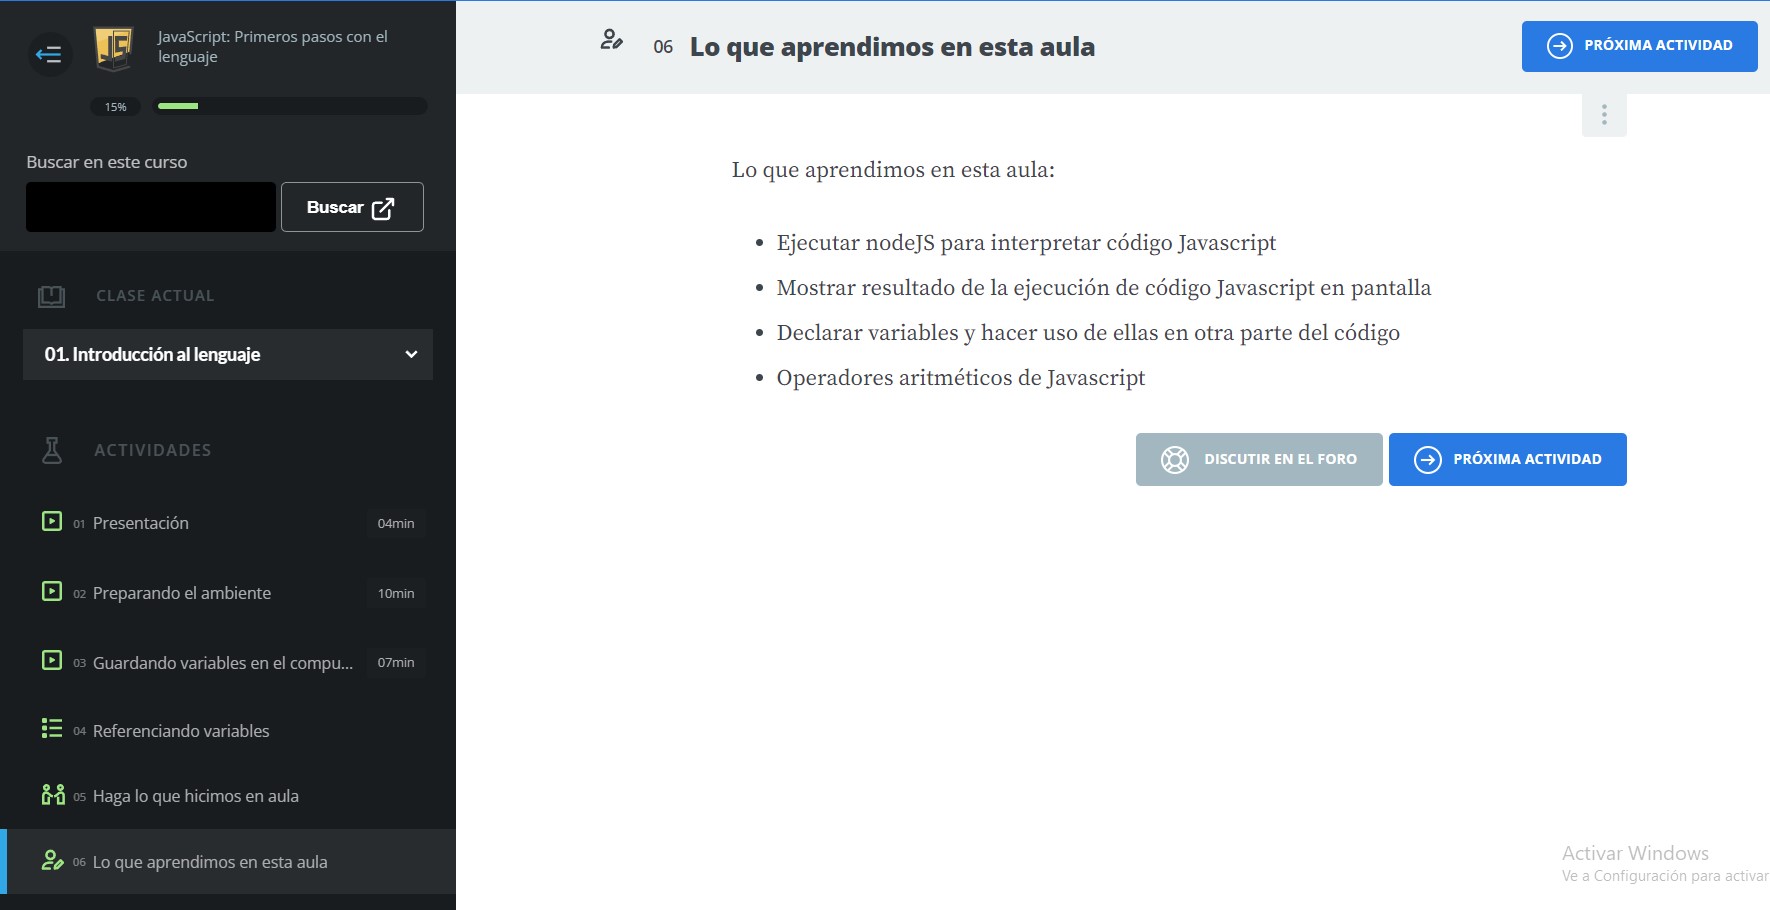 JavaScript: Primeros pasos con el
lenguaje
15%
Buscar en este curso
Buscar
CLASE ACTUAL
01. Introducción al lenguaje
ACTIVIDADES
01 Presentación 04min
02 Preparando el ambiente 10min
03 Guardando variables en el compu... 07min
04 Referenciando variables
05 Haga lo que hicimos en aula
06 Lo que aprendimos en esta aula
06 Lo que aprendimos en esta aula
PRÓXIMA ACTIVIDAD
Lo que aprendimos en esta aula:
• Ejecutar nodeJS para interpretar código Javascript
• Mostrar resultado de la ejecución de código Javascript en pantalla
• Declarar variables y hacer uso de ellas en otra parte del código
• Operadores aritméticos de Javascript
DISCUTIR EN EL FORO
PRÓXIMA ACTIVIDAD
Activar Windows
Ve a Configuración para activar